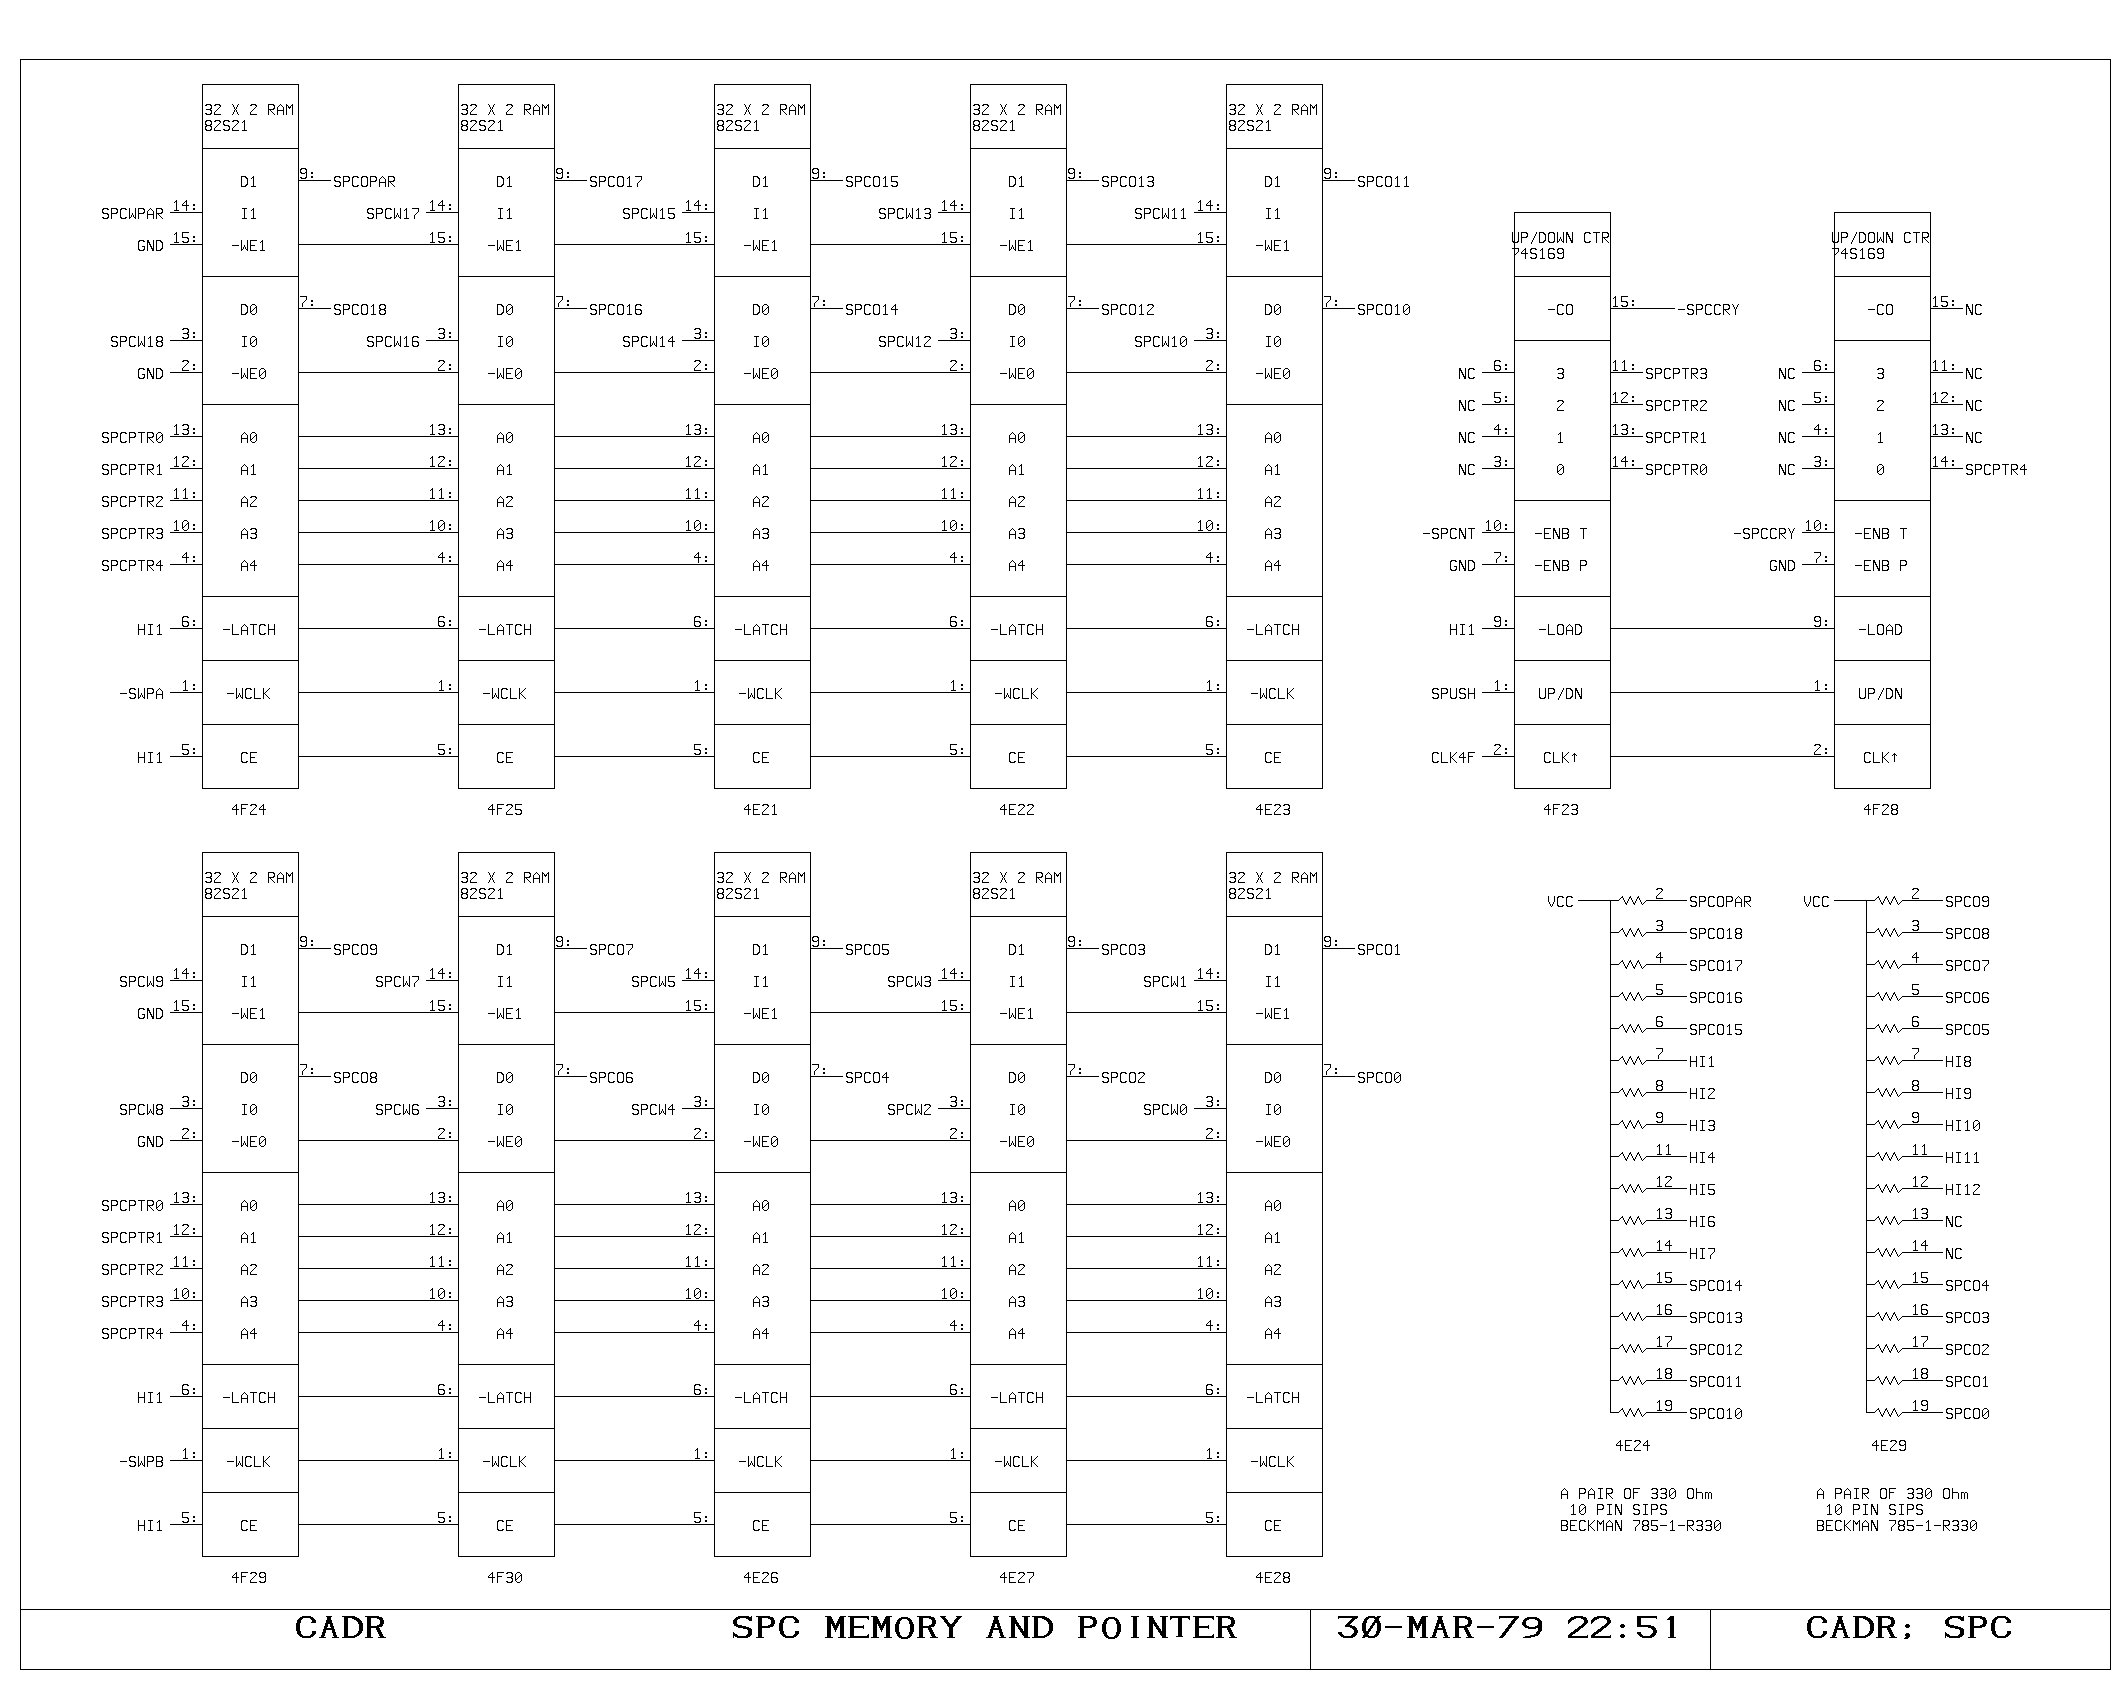 32 X 2 RAM 32 X 2 RAM 32 X 2 RAM 32 X 2 RAM 32 X 2 RAM
82S21 82S21 82S21 82S21 82S21
D1 9: SPCOPAR D1 9: SPCO17 D1 9: SPCO15 D1 9: SPCO13 D1 9: SPCO11
SPCWPAR 14: I1 SPCW17 14: I1 SPCW15 14: I1 SPCW13 14: I1 SPCW11 14: I1
UP/DOWN CTR UP/DOWN CTR
GND 15: -WE1 15: -WE1 15: -WE1 15: -WE1 15: -WE1
74S169 74S169
D0 7: SPCO18 D0 7: SPCO16 D0 7: SPCO14 D0 7: SPCO12 D0 7: SPCO10 -CO 15: -SPCCRY -CO 15: NC
SPCW18 3: I0 SPCW16 3: I0 SPCW14 3: I0 SPCW12 3: I0 SPCW10 3: I0
GND 2: -WE0 2: -WE0 2: -WE0 2: -WE0 2: -WE0 NC 6: 3 11: SPCPTR3 NC 6: 3 11: NC
NC 5: 2 12: SPCPTR2 NC 5: 2 12: NC
SPCPTR0 13: A0 13: A0 13: A0 13: A0 13: A0 NC 4: 1 13: SPCPTR1 NC 4: 1 13: NC
SPCPTR1 12: A1 12: A1 12: A1 12: A1 12: A1 NC 3: 0 14: SPCPTR0 NC 3: 0 14: SPCPTR4
SPCPTR2 11: A2 11: A2 11: A2 11: A2 11: A2
SPCPTR3 10: A3 10: A3 10: A3 10: A3 10: A3 -SPCNT 10: -ENB T -SPCCRY 10: -ENB T
SPCPTR4 4: A4 4: A4 4: A4 4: A4 4: A4 GND 7: -ENB P GND 7: -ENB P
HI1 6: -LATCH 6: -LATCH 6: -LATCH 6: -LATCH 6: -LATCH HI1 9: -LOAD 9: -LOAD
-SWPA 1: -WCLK 1: -WCLK 1: -WCLK 1: -WCLK 1: -WCLK SPUSH 1: UP/DN 1: UP/DN
HI1 5: CE 5: CE 5: CE 5: CE 5: CE CLK4F 2: CLK↑ 2: CLK↑
4F24 4F25 4E21 4E22 4E23 4F23 4F28
32 X 2 RAM 32 X 2 RAM 32 X 2 RAM 32 X 2 RAM 32 X 2 RAM
82S21 82S21 82S21 82S21 82S21
VCC 2 SPCOPAR VCC 2 SPCO9
3 SPCO18 3 SPCO8
D1 9: SPCO9 D1 9: SPCO7 D1 9: SPCO5 D1 9: SPCO3 D1 9: SPCO1
4 SPCO17 4 SPCO7
SPCW9 14: I1 SPCW7 14: I1 SPCW5 14: I1 SPCW3 14: I1 SPCW1 14: I1
5 SPCO16 5 SPCO6
GND 15: -WE1 15: -WE1 15: -WE1 15: -WE1 15: -WE1
6 SPCO15 6 SPCO5
7 HI1 7 HI8
D0 7: SPCO8 D0 7: SPCO6 D0 7: SPCO4 D0 7: SPCO2 D0 7: SPCO0
8 HI2 8 HI9
SPCW8 3: I0 SPCW6 3: I0 SPCW4 3: I0 SPCW2 3: I0 SPCW0 3: I0
9 HI3 9 HI10
GND 2: -WE0 2: -WE0 2: -WE0 2: -WE0 2: -WE0
11 HI4 11 HI11
12 HI5 12 HI12
SPCPTR0 13: A0 13: A0 13: A0 13: A0 13: A0
13 HI6 13 NC
SPCPTR1 12: A1 12: A1 12: A1 12: A1 12: A1
14 HI7 14 NC
SPCPTR2 11: A2 11: A2 11: A2 11: A2 11: A2
15 SPCO14 15 SPCO4
SPCPTR3 10: A3 10: A3 10: A3 10: A3 10: A3
16 SPCO13 16 SPCO3
SPCPTR4 4: A4 4: A4 4: A4 4: A4 4: A4
17 SPCO12 17 SPCO2
18 SPCO11 18 SPCO1
HI1 6: -LATCH 6: -LATCH 6: -LATCH 6: -LATCH 6: -LATCH
19 SPCO10 19 SPCO0
4E24 4E29
-SWPB 1: -WCLK 1: -WCLK 1: -WCLK 1: -WCLK 1: -WCLK
A PAIR OF 330 Ohm A PAIR OF 330 Ohm
10 PIN SIPS 10 PIN SIPS
BECKMAN 785-1-R330 BECKMAN 785-1-R330
HI1 5: CE 5: CE 5: CE 5: CE 5: CE
4F29 4F30 4E26 4E27 4E28
CADR SPC MEMORY AND POINTER 30-MAR-79 22:51 CADR; SPC